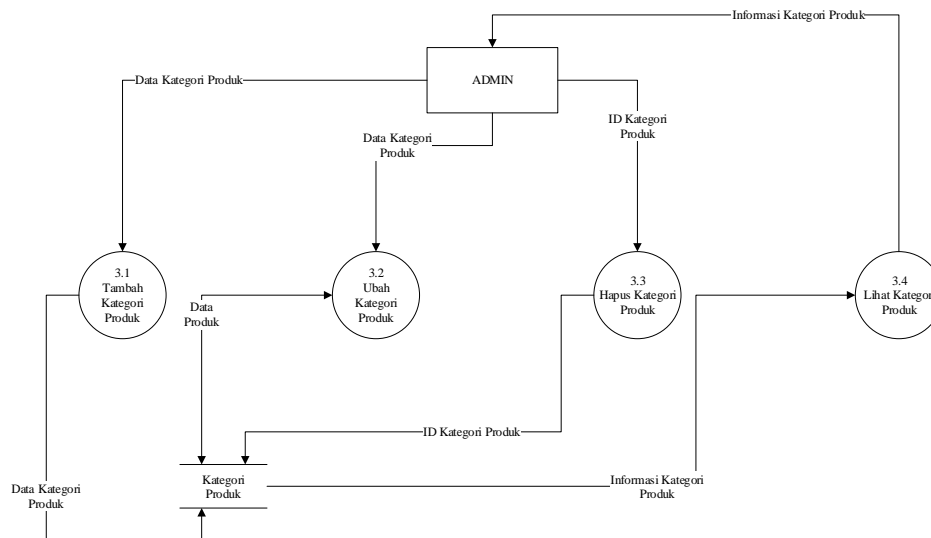 Informasi Kategori Produk
ADMIN
Data Kategori Produk
ID Kategori
Produk
Data Kategori
Produk
3.1
Tambah
Kategori
Produk
3.2
Ubah
Kategori
Produk
3.3
Hapus Kategori
Produk
3.4
Lihat Kategori
Produk
Data
Produk
ID Kategori Produk
Kategori
Produk
Informasi Kategori
Produk
Data Kategori
Produk